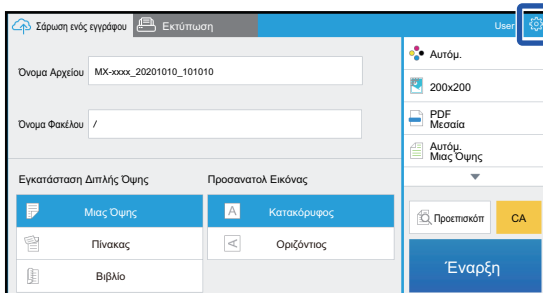 Σάρωση ενός εγγράφου
Εκτύπωση
User
Όνομα Αρχείου
MX-xxxx_20201010_101010
Όνομα Φακέλου
/
Εγκατάσταση Διπλής Όψης
Προσανατολ Εικόνας
Μιας Όψης
Πίνακας
Βιβλίο
A
Κατακόρυφος
A
Οριζόντιος
Αυτόμ.
200x200
PDF
Μεσαία
Αυτόμ.
Μιας Όψης
Προεπισκόπ
CA
Έναρξη